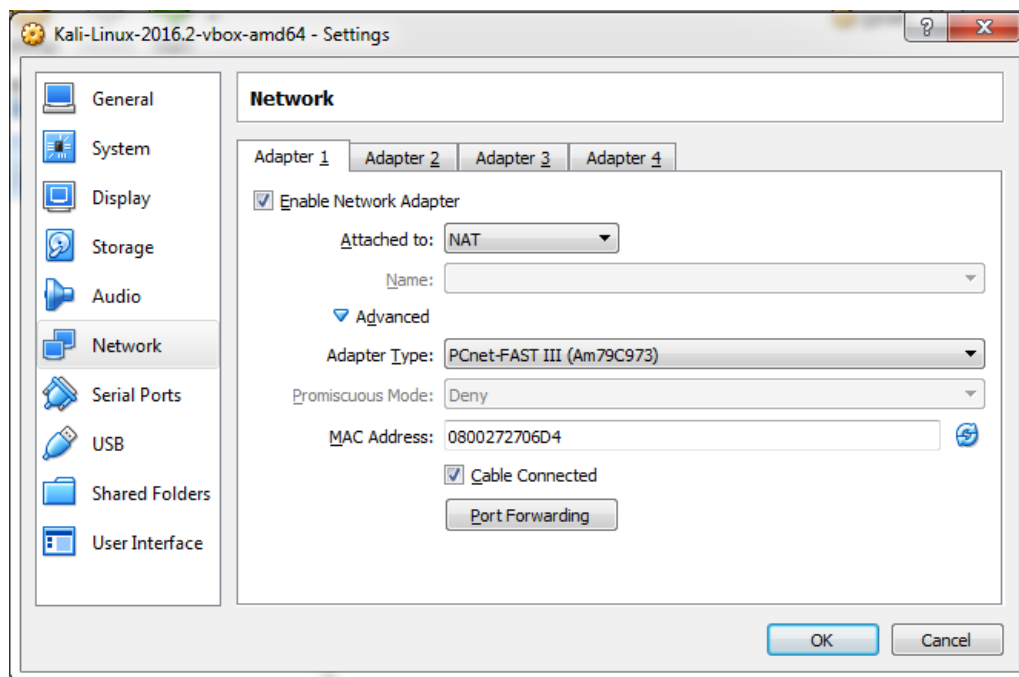 Kali-Linux-2016.2-vbox-amd64 - Settings
General
System
Display
Storage
Audio
Network
Serial Ports
USB
Shared Folders
User Interface
Network
Adapter 1 Adapter 2 Adapter 3 Adapter 4
Enable Network Adapter
Attached to: NAT
Name:
Advanced
Adapter Type: PCnet-FAST III (Am79C973)
Promiscuous Mode: Deny
MAC Address: 0800272706D4
Cable Connected
Port Forwarding
OK Cancel